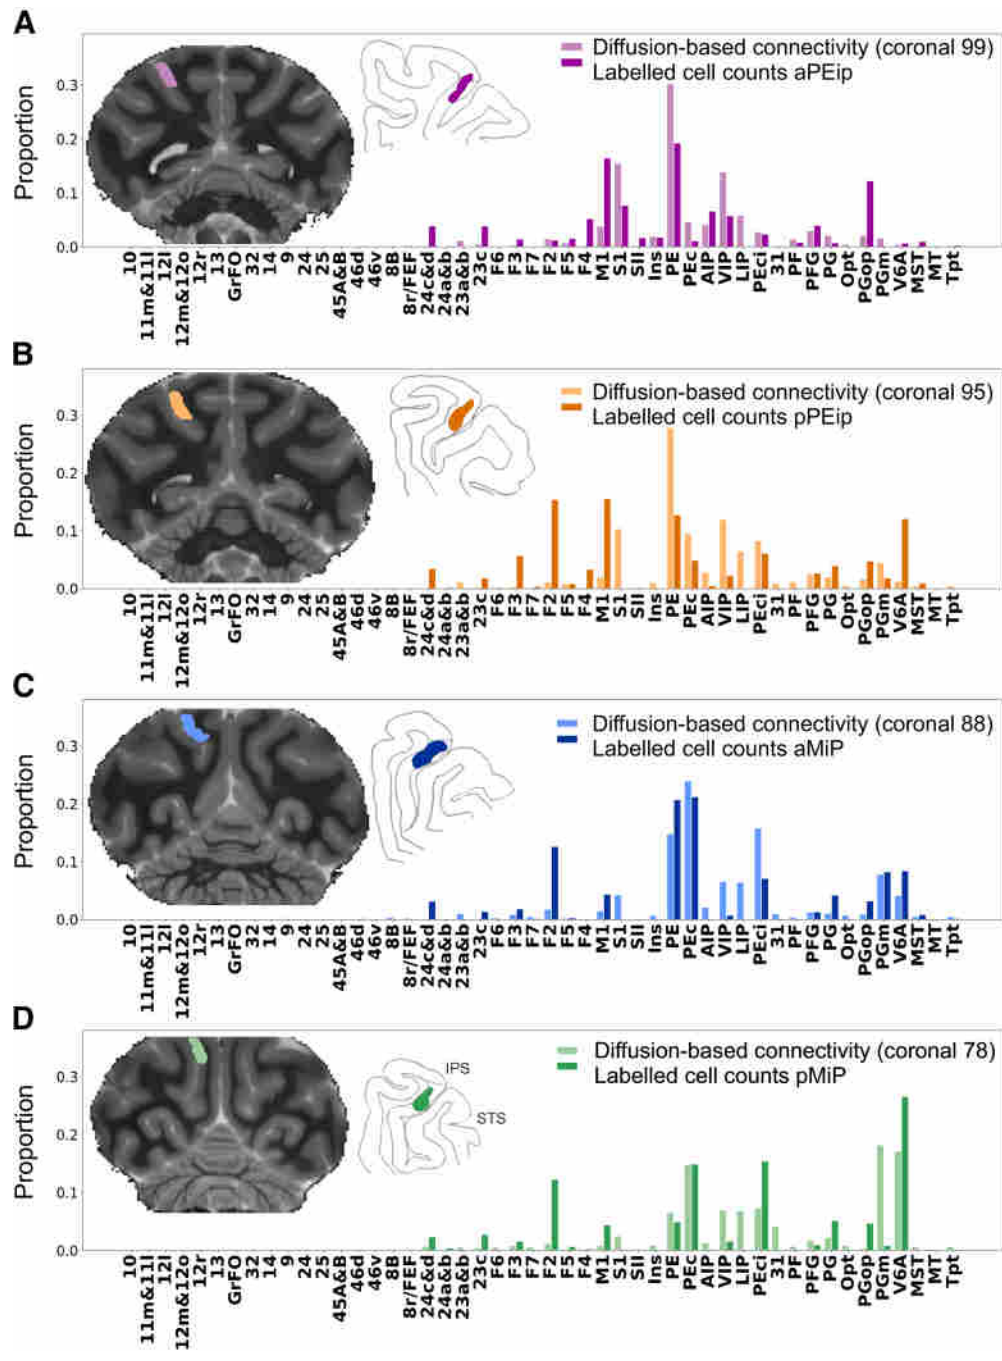 A
Diffusion-based connectivity (coronal 99)
Labelled cell counts aPEip
Proportion
0.3
0.2
0.1
0.0
10 11m&11l 12l 12m&12o 12r 13 GrFO 32 14 9 24 25 45A&B 46d 46v 8B 8r/FEF 24c&d 24a&b 23a&b 23c F6 F3 F7 F2 F5 F4 M1 S1 SII Ins PE PEc AIP VIP LIP PEci 31 PF PFG PG Opt PGop PGm V6A MST MT Tpt
B
Diffusion-based connectivity (coronal 95)
Labelled cell counts pPEip
Proportion
0.3
0.2
0.1
0.0
10 11m&11l 12l 12m&12o 12r 13 GrFO 32 14 9 24 25 45A&B 46d 46v 8B 8r/FEF 24c&d 24a&b 23a&b 23c F6 F3 F7 F2 F5 F4 M1 S1 SII Ins PE PEc AIP VIP LIP PEci 31 PF PFG PG Opt PGop PGm V6A MST MT Tpt
C
Diffusion-based connectivity (coronal 88)
Labelled cell counts aMiP
Proportion
0.3
0.2
0.1
0.0
10 11m&11l 12l 12m&12o 12r 13 GrFO 32 14 9 24 25 45A&B 46d 46v 8B 8r/FEF 24c&d 24a&b 23a&b 23c F6 F3 F7 F2 F5 F4 M1 S1 SII Ins PE PEc AIP VIP LIP PEci 31 PF PFG PG Opt PGop PGm V6A MST MT Tpt
D
Diffusion-based connectivity (coronal 78)
Labelled cell counts pMiP
IPS
STS
Proportion
0.3
0.2
0.1
0.0
10 11m&11l 12l 12m&12o 12r 13 GrFO 32 14 9 24 25 45A&B 46d 46v 8B 8r/FEF 24c&d 24a&b 23a&b 23c F6 F3 F7 F2 F5 F4 M1 S1 SII Ins PE PEc AIP VIP LIP PEci 31 PF PFG PG Opt PGop PGm V6A MST MT Tpt